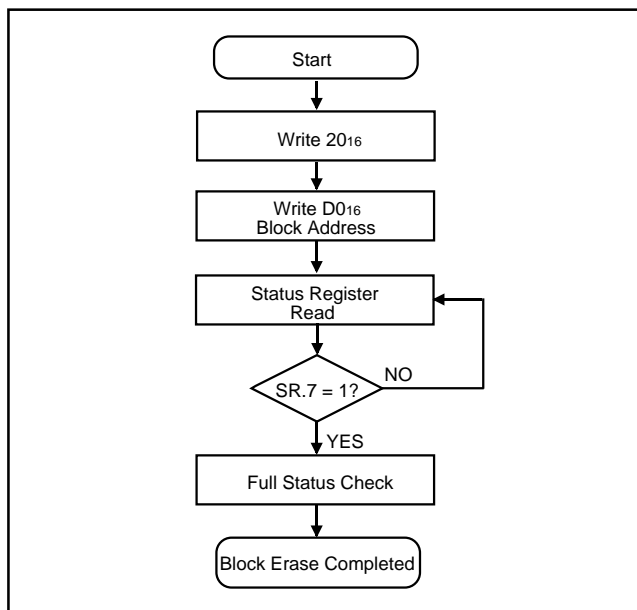 Start
Write 20₁₆
Write D0₁₆
Block Address
Status Register
Read
SR.7 = 1?
NO
YES
Full Status Check
Block Erase Completed